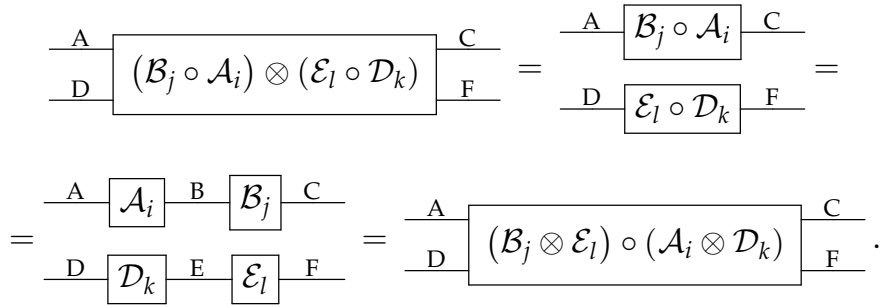 A C A B_j ∘ A_i C
(B_j ∘ A_i) ⊗ (E_l ∘ D_k) = =
D F D E_l ∘ D_k F
A A_i B B_j C A C
= = (B_j ⊗ E_l) ∘ (A_i ⊗ D_k) .
D D_k E E_l F D F